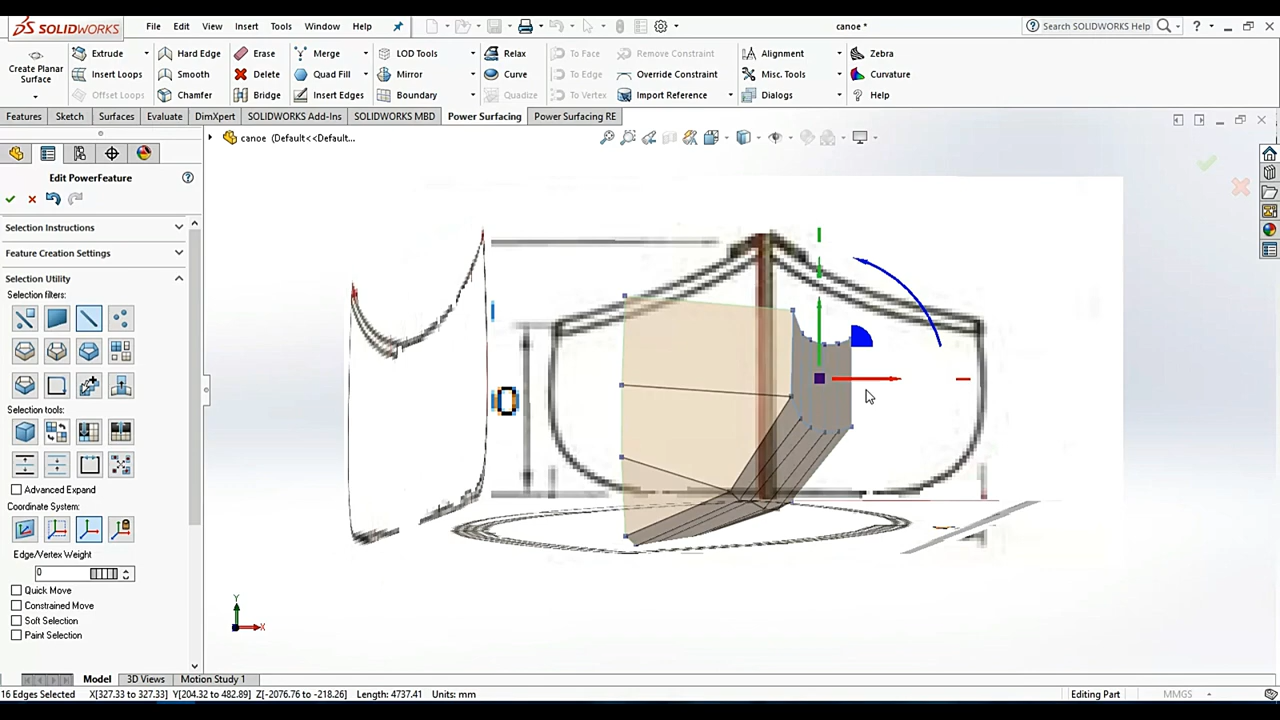 SOLIDWORKS File Edit View Insert Tools Window Help canoe * Search SOLIDWORKS Help ?
Create Planar Surface
Extrude Hard Edge Erase Merge LOD Tools Relax To Face Remove Constraint Alignment Zebra
Insert Loops Smooth Delete Quad Fill Mirror Curve To Edge Override Constraint Misc. Tools Curvature
Offset Loops Chamfer Bridge Insert Edges Boundary Quadize To Vertex Import Reference Dialogs Help
Features Sketch Surfaces Evaluate DimXpert SOLIDWORKS Add-Ins SOLIDWORKS MBD Power Surfacing Power Surfacing RE
canoe (Default<<Default...
Edit PowerFeature
Selection Instructions
Feature Creation Settings
Selection Utility
Selection filters:
Selection tools:
Advanced Expand
Coordinate System:
Edge/Vertex Weight
0
Quick Move
Constrained Move
Soft Selection
Paint Selection
Y
X
Model 3D Views Motion Study 1
16 Edges Selected X[327.33 to 327.33] Y[204.32 to 482.89] Z[-2076.76 to -218.26] Length: 4737.41 Units: mm Editing Part MMGS